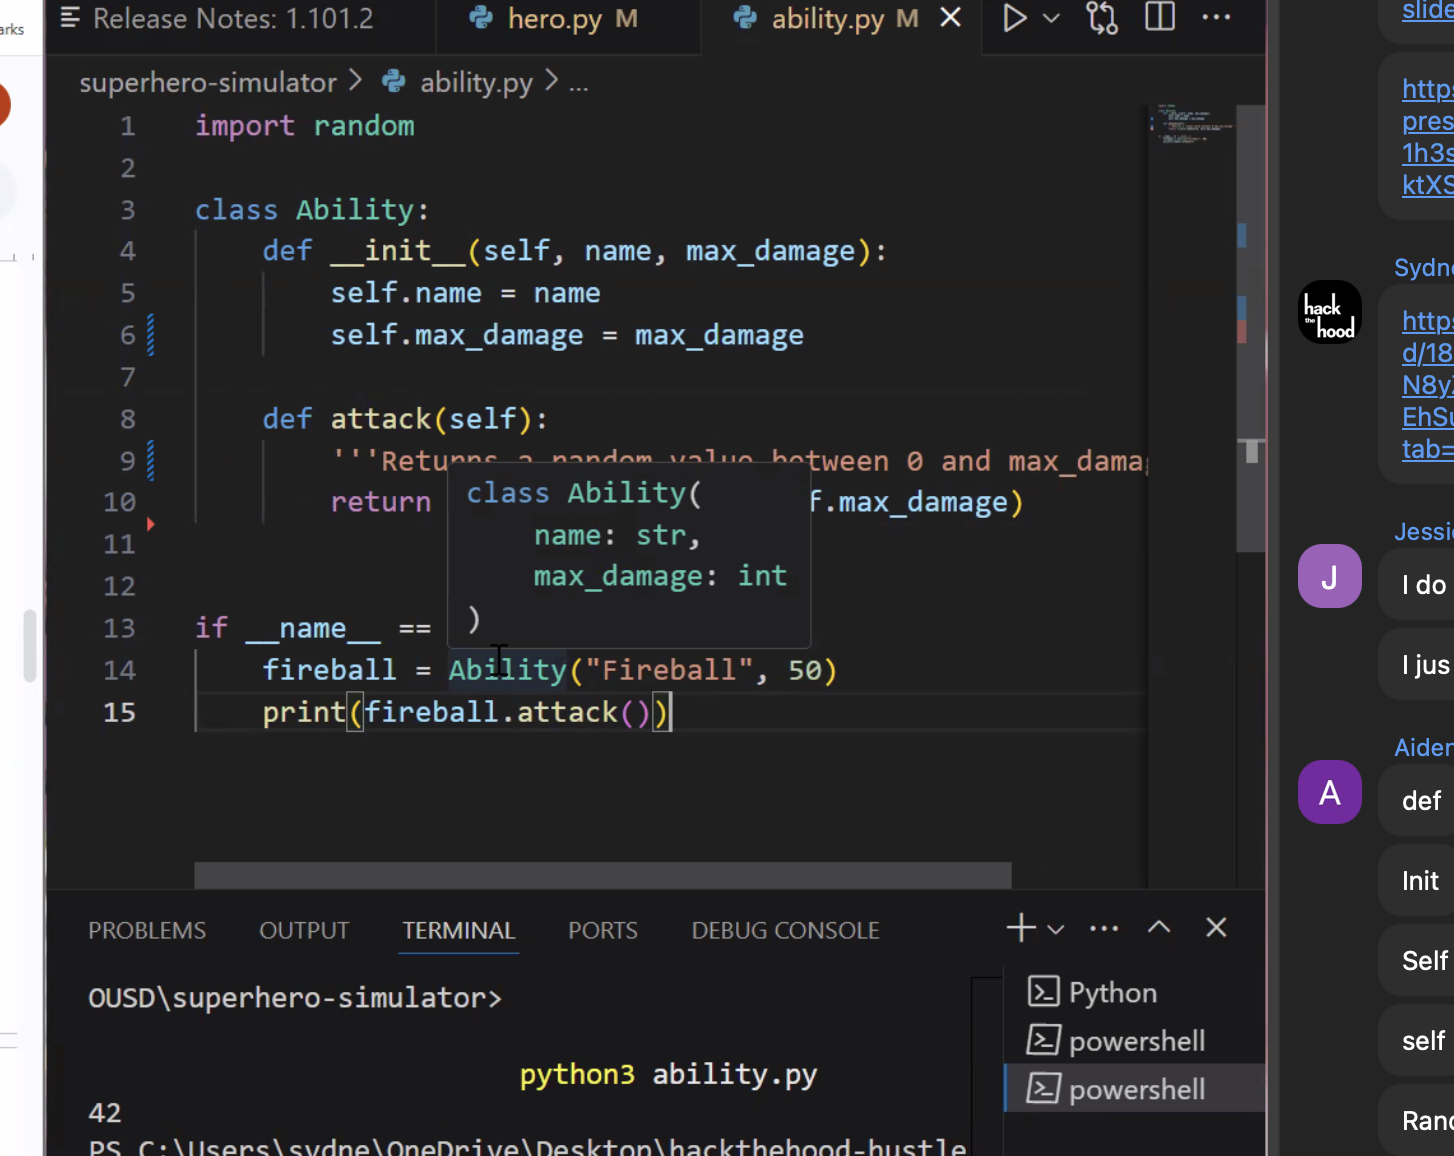 arks
Release Notes: 1.101.2
hero.py M
ability.py M
superhero-simulator > ability.py > ...
1 import random
2
3 class Ability:
4 def __init__(self, name, max_damage):
5 self.name = name
6 self.max_damage = max_damage
7
8 def attack(self):
9 '''Returns a random value between 0 and max_damag
10 return f.max_damage)
11
12
13 if __name__ ==
14 fireball = Ability("Fireball", 50)
15 print(fireball.attack())
class Ability(
name: str,
max_damage: int
)
PROBLEMS OUTPUT TERMINAL PORTS DEBUG CONSOLE
OUSD\superhero-simulator>
python3 ability.py
42
PS C:\Users\sydne\OneDrive\Desktop\hackthehood-hustle
Python
powershell
powershell
slide
https
pres
1h3s
ktXS
Sydne
hack
the
hood
https
d/18
N8y
EhSu
tab=
Jessi
J
I do
I jus
Aiden
A
def
Init
Self
self
Rand